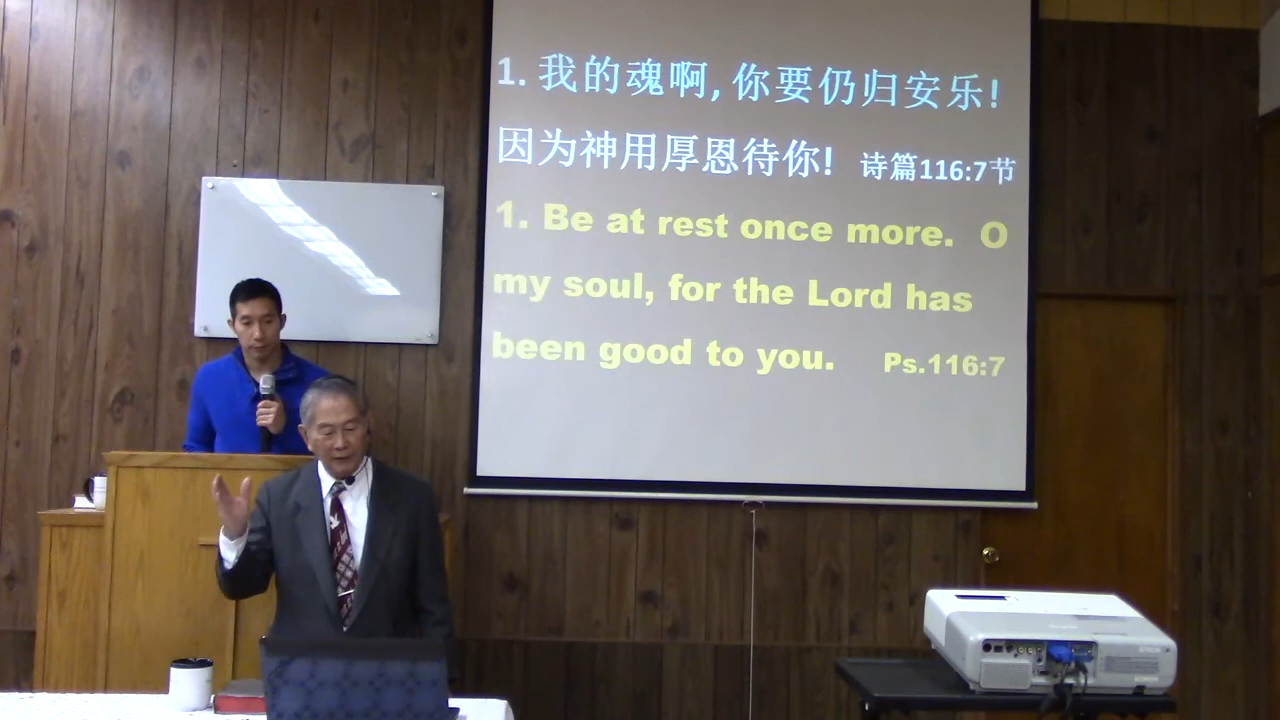 1. 我的魂啊, 你要仍归安乐!
因为神用厚恩待你! 诗篇116:7节
1. Be at rest once more. O
my soul, for the Lord has
been good to you. Ps.116:7